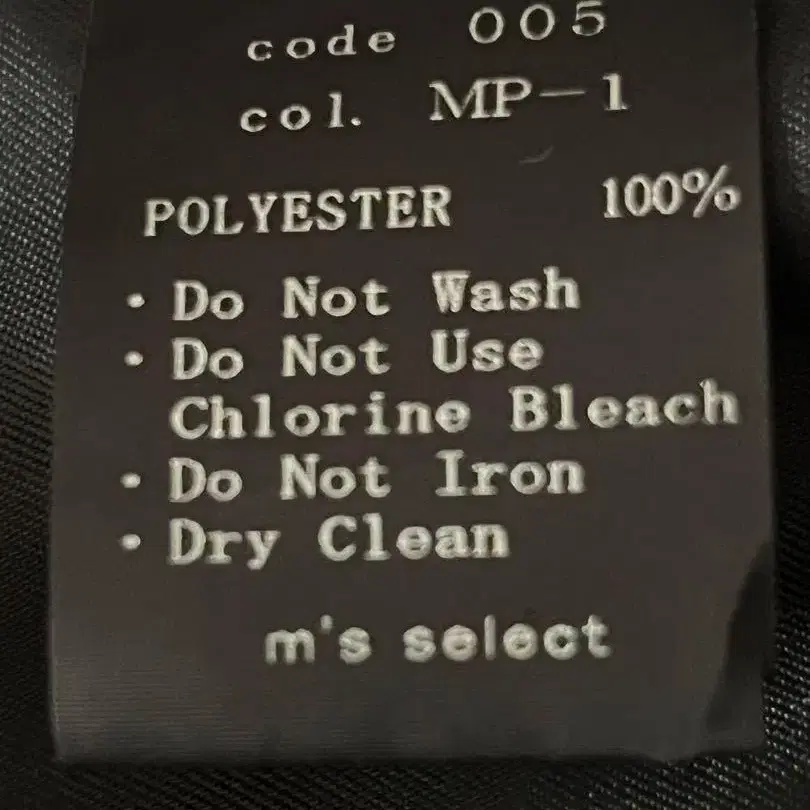 code 005
col. MP-1
POLYESTER 100%
・Do Not Wash
・Do Not Use
Chlorine Bleach
・Do Not Iron
・Dry Clean
m's select